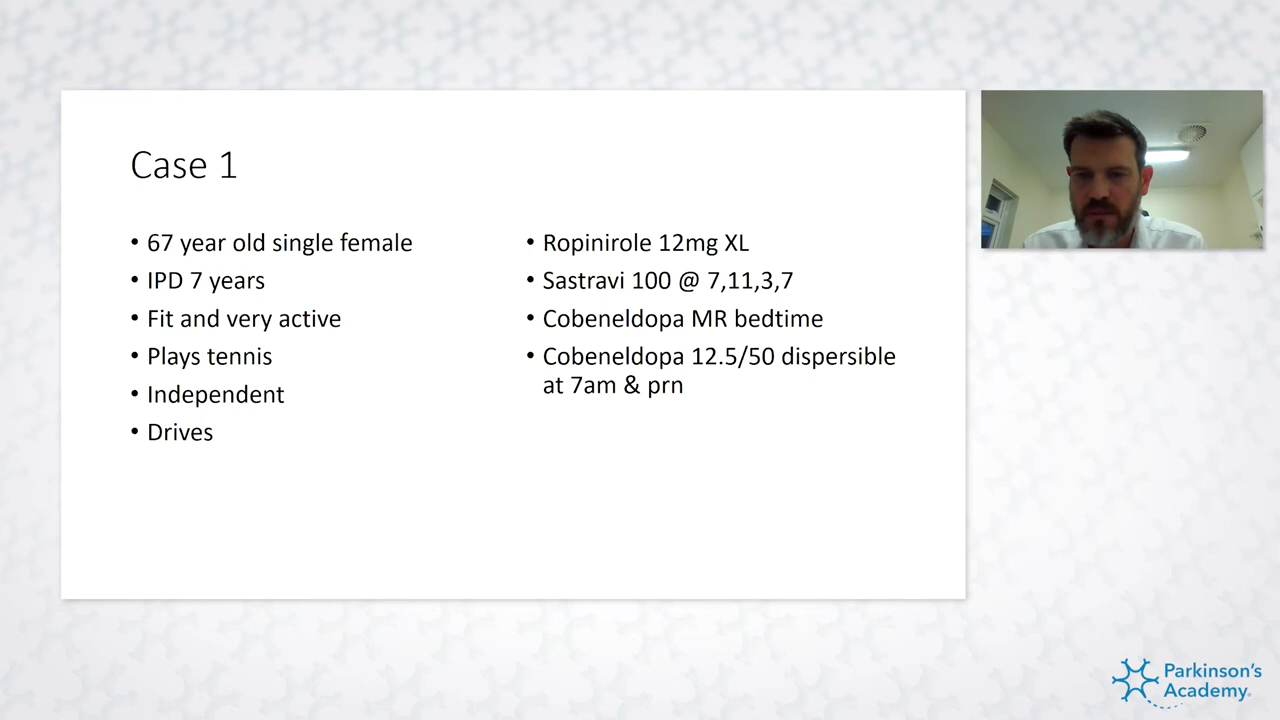 Case 1
• 67 year old single female
• IPD 7 years
• Fit and very active
• Plays tennis
• Independent
• Drives
• Ropinirole 12mg XL
• Sastravi 100 @ 7,11,3,7
• Cobeneldopa MR bedtime
• Cobeneldopa 12.5/50 dispersible
at 7am & prn
Parkinson's
Academy